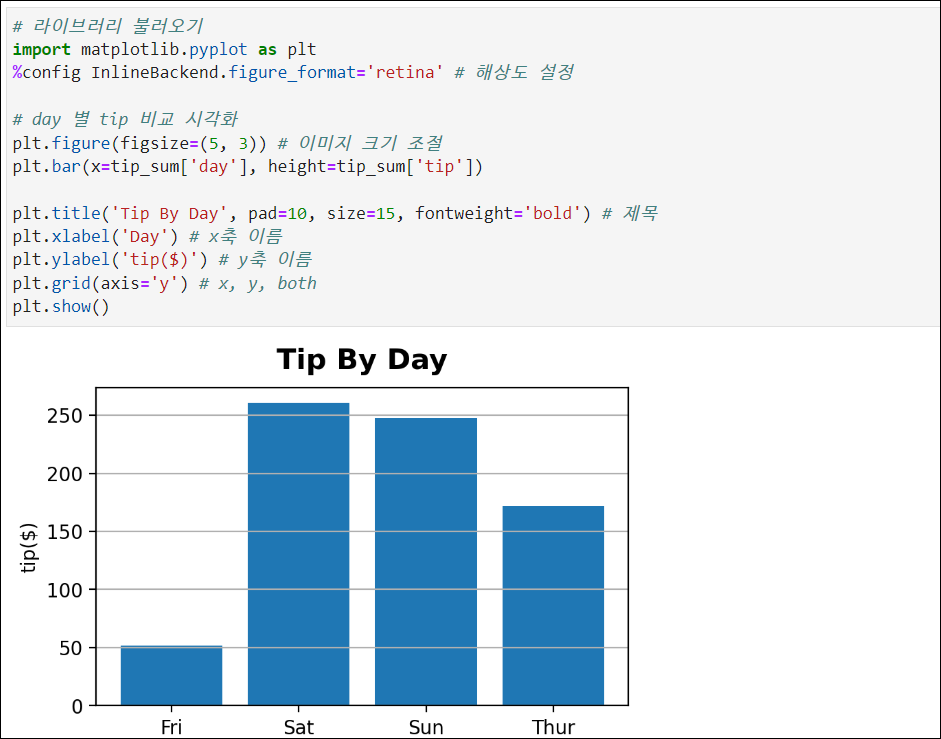 # 라이브러리 불러오기
import matplotlib.pyplot as plt
%config InlineBackend.figure_format='retina' # 해상도 설정
# day 별 tip 비교 시각화
plt.figure(figsize=(5, 3)) # 이미지 크기 조절
plt.bar(x=tip_sum['day'], height=tip_sum['tip'])
plt.title('Tip By Day', pad=10, size=15, fontweight='bold') # 제목
plt.xlabel('Day') # x축 이름
plt.ylabel('tip($)') # y축 이름
plt.grid(axis='y') # x, y, both
plt.show()
Tip By Day
250
200
150
100
50
0
tip($)
Fri Sat Sun Thur